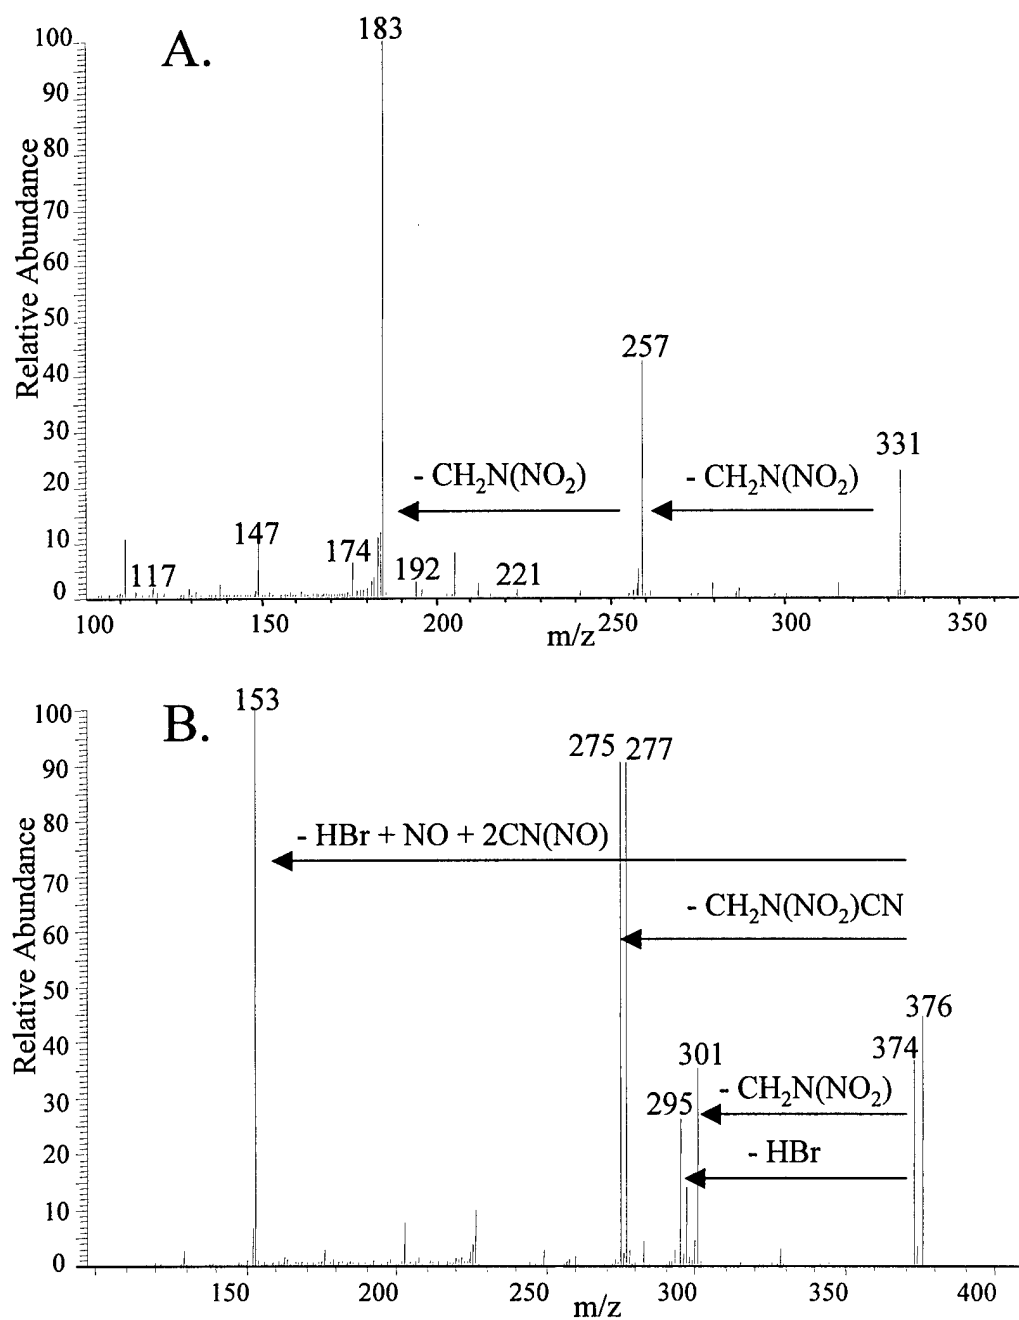 A.
183
100
90
80
70
60
50
40
30
20
10
0
Relative Abundance
257
331
- CH₂N(NO₂)
- CH₂N(NO₂)
117
147
174
192
221
100 150 200 250 300 350
m/z
B.
153
100
90
80
70
60
50
40
30
20
10
0
Relative Abundance
275 277
- HBr + NO + 2CN(NO)
- CH₂N(NO₂)CN
376
374
301
- CH₂N(NO₂)
295
- HBr
150 200 250 300 350 400
m/z